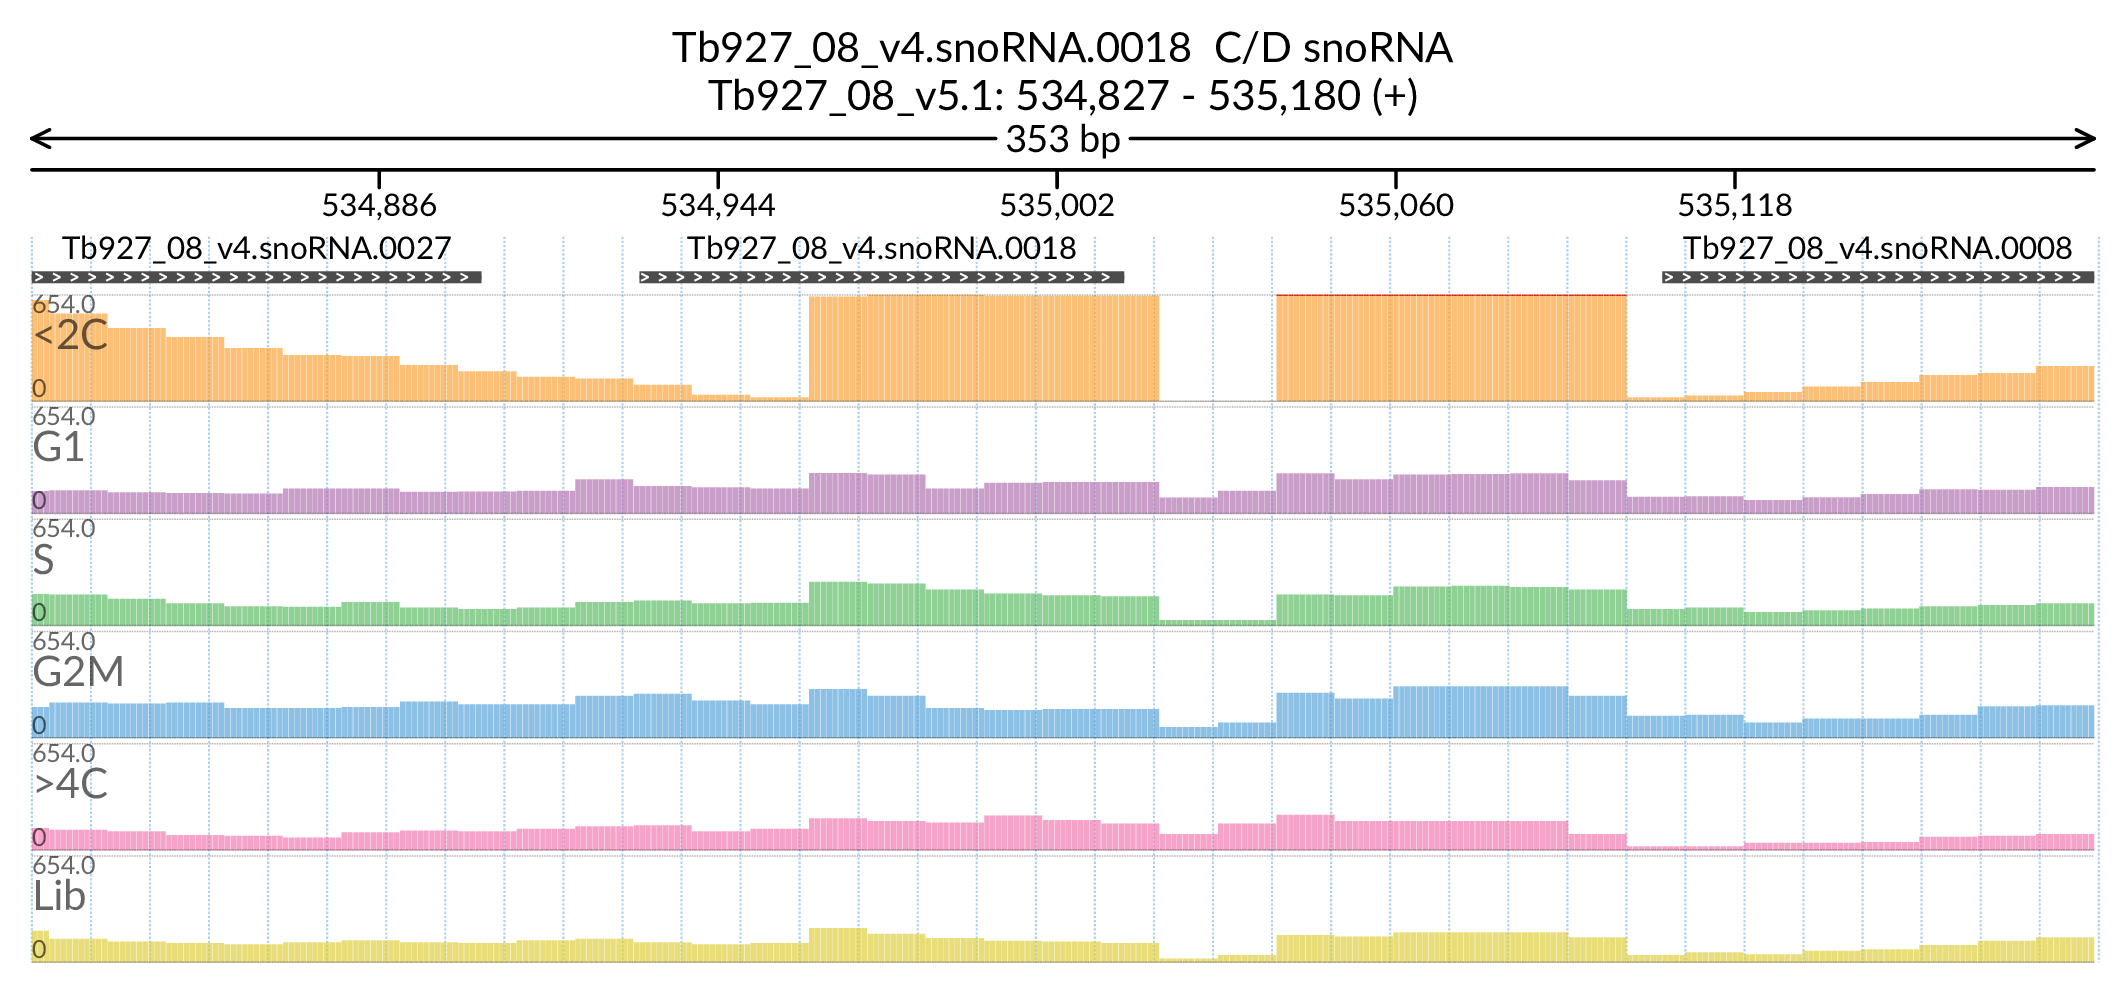 Tb927_08_v4.snoRNA.0018 C/D snoRNA
Tb927_08_v5.1: 534,827 - 535,180 (+)
353 bp
534,886 534,944 535,002 535,060 535,118
Tb927_08_v4.snoRNA.0027 Tb927_08_v4.snoRNA.0018 Tb927_08_v4.snoRNA.0008
654.0
<2C
0
654.0
G1
0
654.0
S
0
654.0
G2M
0
654.0
>4C
0
654.0
Lib
0